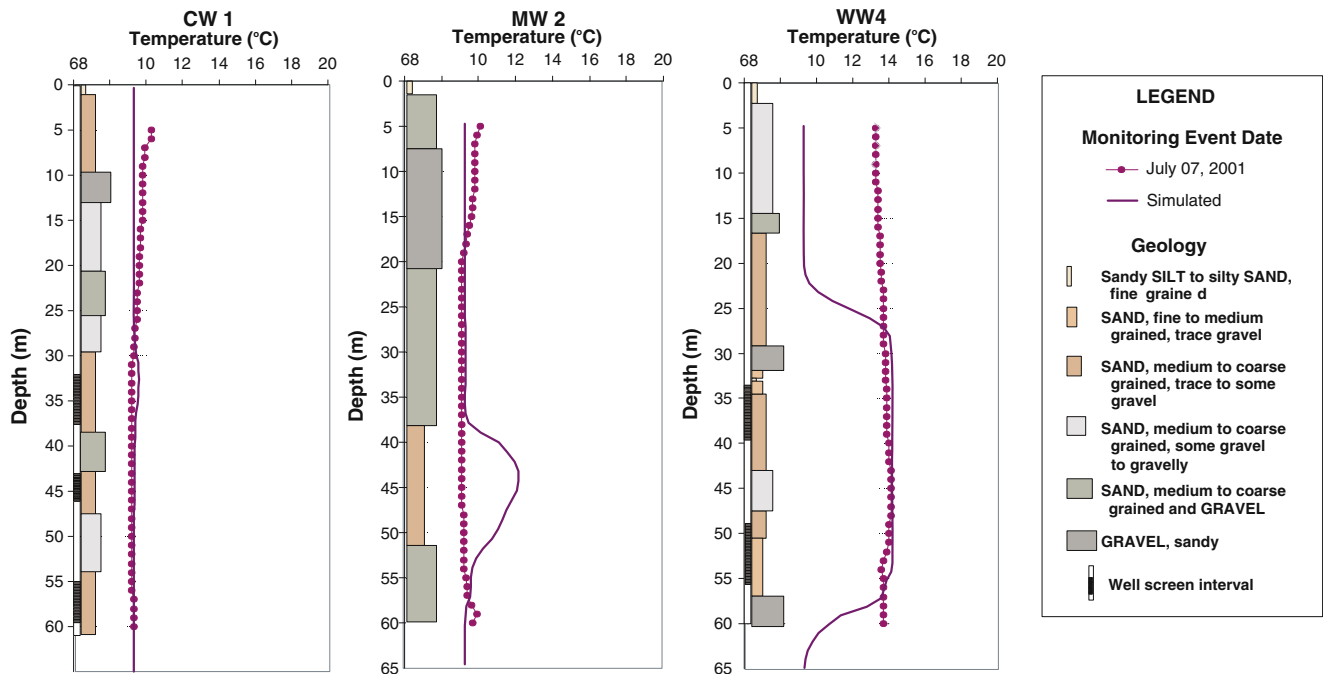 CW 1
Temperature (°C)
68 10 12 14 16 18 20
0
5
10
15
20
25
30
35
40
45
50
55
60
Depth (m)
MW 2
Temperature (°C)
68 10 12 14 16 18 20
0
5
10
15
20
25
30
35
40
45
50
55
60
65
Depth (m)
WW4
Temperature (°C)
68 10 12 14 16 18 20
0
5
10
15
20
25
30
35
40
45
50
55
60
65
Depth (m)
LEGEND
Monitoring Event Date
July 07, 2001
Simulated
Geology
Sandy SILT to silty SAND,
fine graine d
SAND, fine to medium
grained, trace gravel
SAND, medium to coarse
grained, trace to some
gravel
SAND, medium to coarse
grained, some gravel
to gravelly
SAND, medium to coarse
grained and GRAVEL
GRAVEL, sandy
Well screen interval